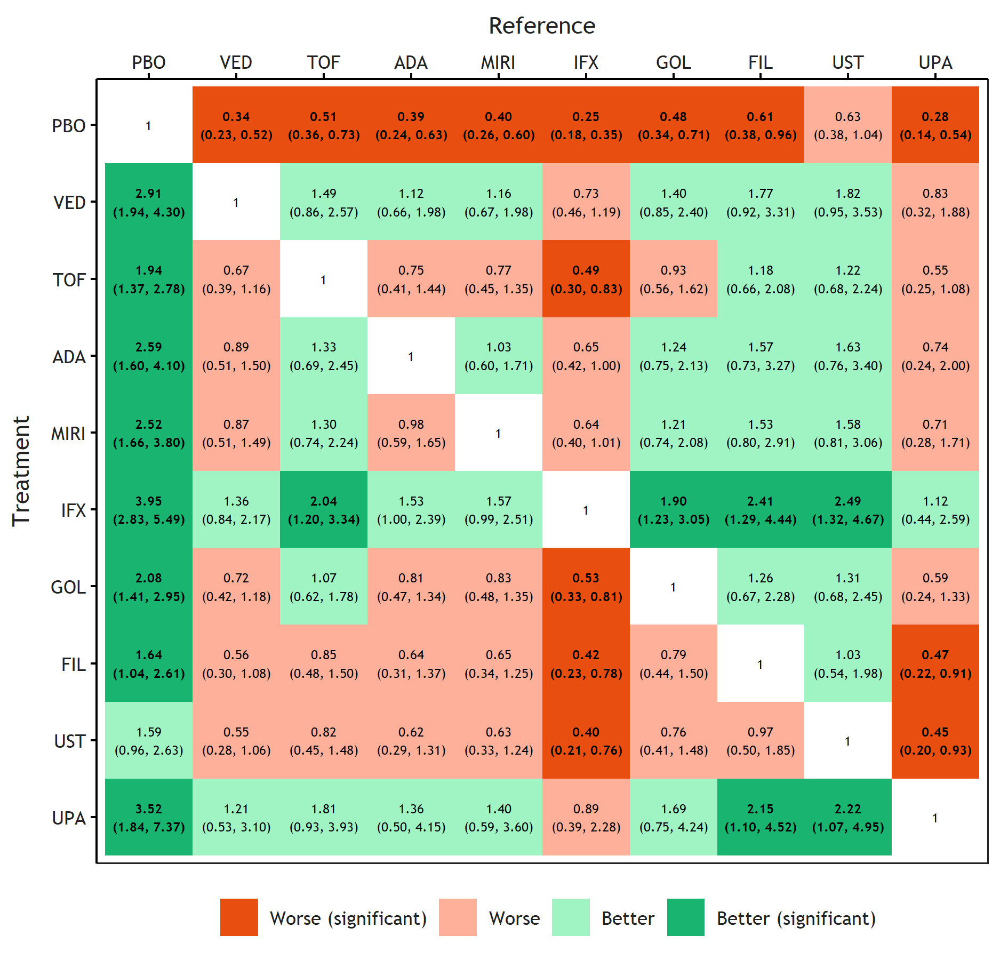 Reference
PBO VED TOF ADA MIRI IFX GOL FIL UST UPA
Treatment
PBO 1 0.34 0.51 0.39 0.40 0.25 0.48 0.61 0.63 0.28
(0.23, 0.52) (0.36, 0.73) (0.24, 0.63) (0.26, 0.60) (0.18, 0.35) (0.34, 0.71) (0.38, 0.96) (0.38, 1.04) (0.14, 0.54)
VED 2.91 1 1.49 1.12 1.16 0.73 1.40 1.77 1.82 0.83
(1.94, 4.30) (0.86, 2.57) (0.66, 1.98) (0.67, 1.98) (0.46, 1.19) (0.85, 2.40) (0.92, 3.31) (0.95, 3.53) (0.32, 1.88)
TOF 1.94 0.67 1 0.75 0.77 0.49 0.93 1.18 1.22 0.55
(1.37, 2.78) (0.39, 1.16) (0.41, 1.44) (0.45, 1.35) (0.30, 0.83) (0.56, 1.62) (0.66, 2.08) (0.68, 2.24) (0.25, 1.08)
ADA 2.59 0.89 1.33 1 1.03 0.65 1.24 1.57 1.63 0.74
(1.60, 4.10) (0.51, 1.50) (0.69, 2.45) (0.60, 1.71) (0.42, 1.00) (0.75, 2.13) (0.73, 3.27) (0.76, 3.40) (0.24, 2.00)
MIRI 2.52 0.87 1.30 0.98 1 0.64 1.21 1.53 1.58 0.71
(1.66, 3.80) (0.51, 1.49) (0.74, 2.24) (0.59, 1.65) (0.40, 1.01) (0.74, 2.08) (0.80, 2.91) (0.81, 3.06) (0.28, 1.71)
IFX 3.95 1.36 2.04 1.53 1.57 1 1.90 2.41 2.49 1.12
(2.83, 5.49) (0.84, 2.17) (1.20, 3.34) (1.00, 2.39) (0.99, 2.51) (1.23, 3.05) (1.29, 4.44) (1.32, 4.67) (0.44, 2.59)
GOL 2.08 0.72 1.07 0.81 0.83 0.53 1 1.26 1.31 0.59
(1.41, 2.95) (0.42, 1.18) (0.62, 1.78) (0.47, 1.34) (0.48, 1.35) (0.33, 0.81) (0.67, 2.28) (0.68, 2.45) (0.24, 1.33)
FIL 1.64 0.56 0.85 0.64 0.65 0.42 0.79 1 1.03 0.47
(1.04, 2.61) (0.30, 1.08) (0.48, 1.50) (0.31, 1.37) (0.34, 1.25) (0.23, 0.78) (0.44, 1.50) (0.54, 1.98) (0.22, 0.91)
UST 1.59 0.55 0.82 0.62 0.63 0.40 0.76 0.97 1 0.45
(0.96, 2.63) (0.28, 1.06) (0.45, 1.48) (0.29, 1.31) (0.33, 1.24) (0.21, 0.76) (0.41, 1.48) (0.50, 1.85) (0.20, 0.93)
UPA 3.52 1.21 1.81 1.36 1.40 0.89 1.69 2.15 2.22 1
(1.84, 7.37) (0.53, 3.10) (0.93, 3.93) (0.50, 4.15) (0.59, 3.60) (0.39, 2.28) (0.75, 4.24) (1.10, 4.52) (1.07, 4.95)
Worse (significant) Worse Better Better (significant)